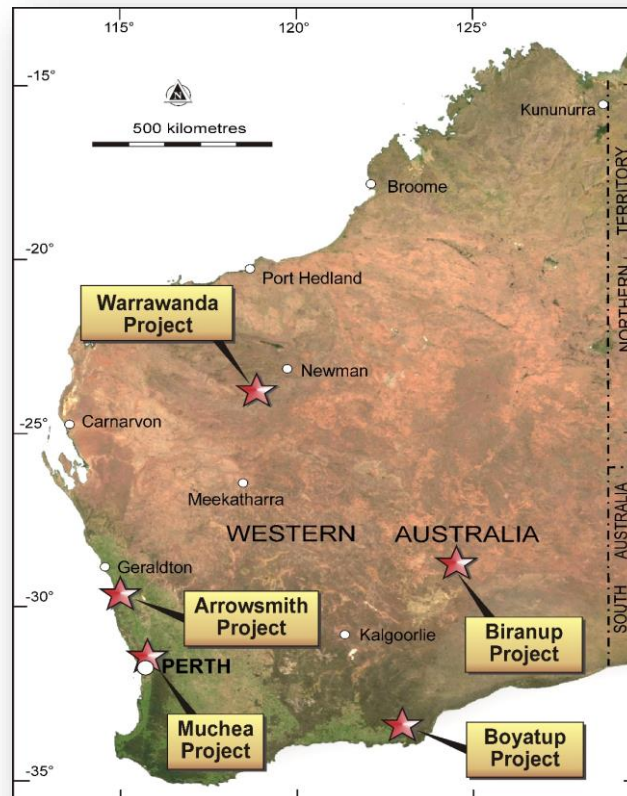 115°
120°
125°
-15°
N
500 kilometres
Kununurra
Broome
NORTHERN TERRITORY
-20°
Port Hedland
Warrawanda
Project
Newman
-25°
Carnarvon
Meekatharra
WESTERN AUSTRALIA
SOUTH AUSTRALIA
Geraldton
-30°
Arrowsmith
Project
Kalgoorlie
Biranup
Project
PERTH
Muchea
Project
Boyatup
Project
-35°